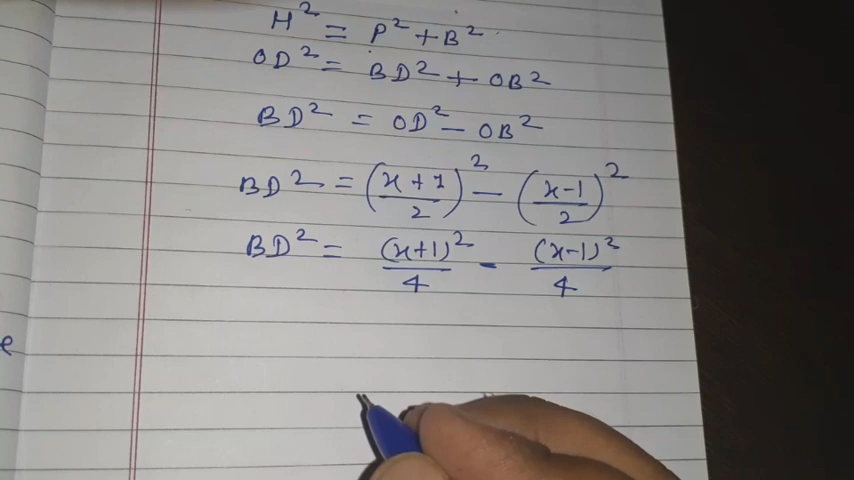 H² = P² + B²
OD² = BD² + OB²
BD² = OD² - OB²
BD² = (x+1/2)² - (x-1/2)²
BD² = (x+1)²/4 - (x-1)²/4
e